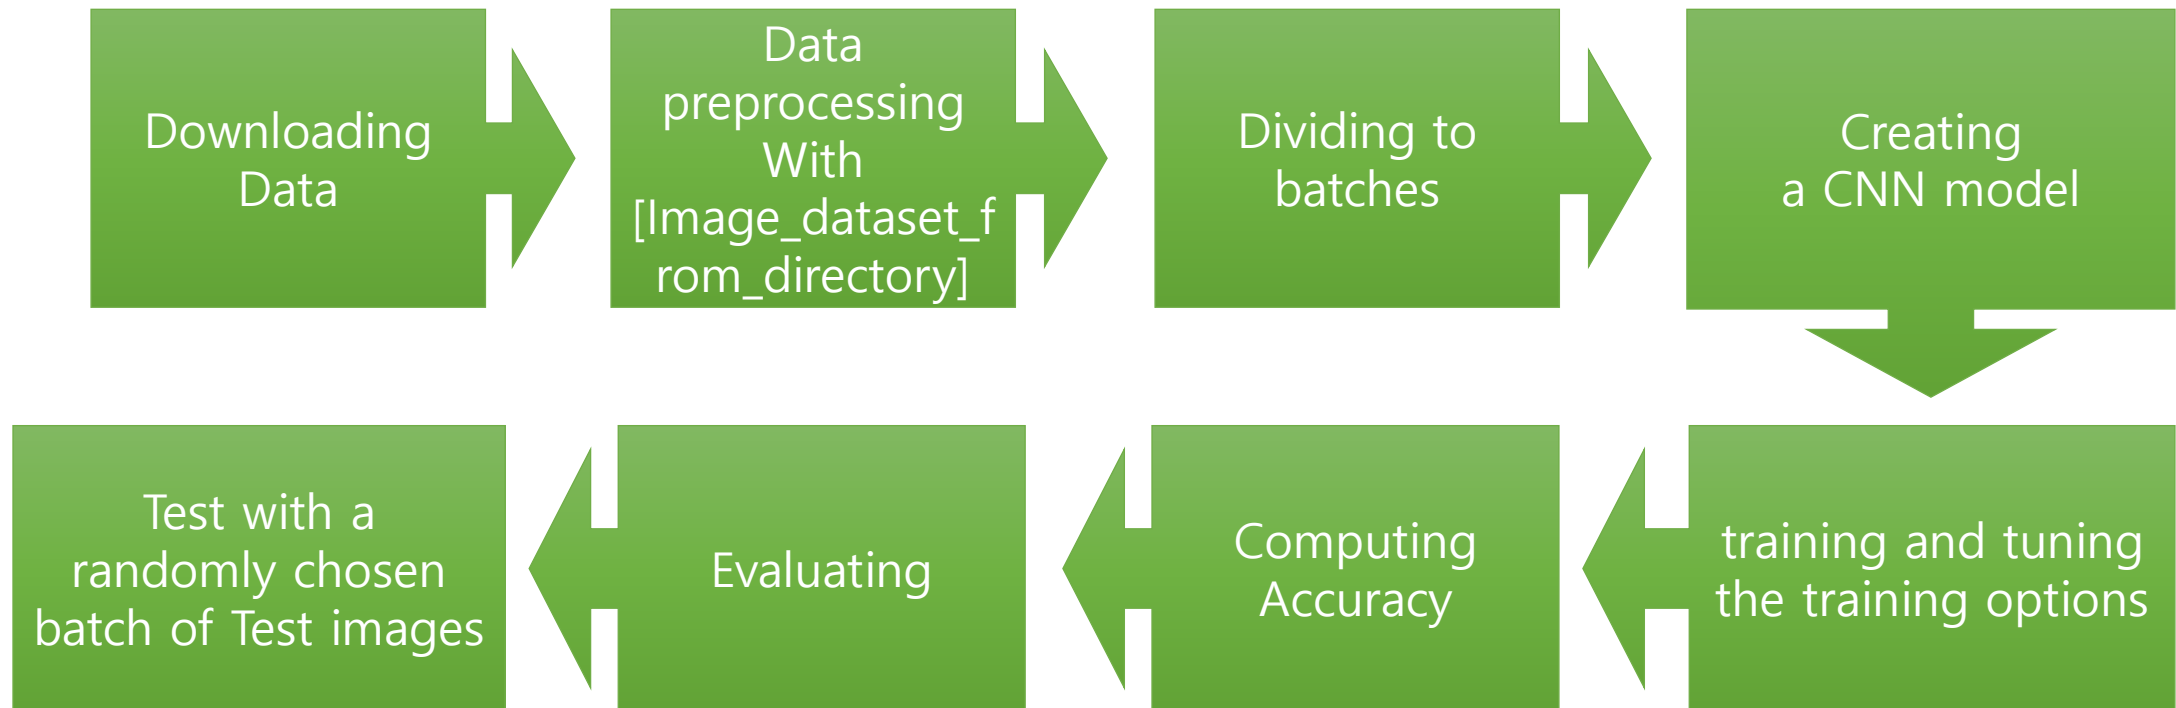 Downloading
Data
Data
preprocessing
With
[Image_dataset_f
rom_directory]
Dividing to
batches
Creating
a CNN model
training and tuning
the training options
Computing
Accuracy
Evaluating
Test with a
randomly chosen
batch of Test images